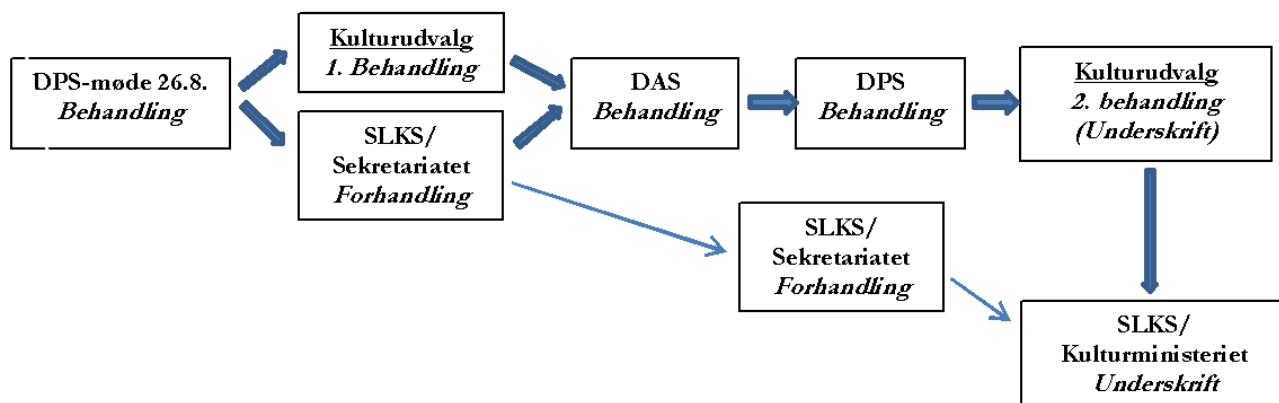 DPS-møde 26.8.
Behandling
Kulturudvalg
1. Behandling
SLKS/
Sekretariatet
Forhandling
DAS
Behandling
DPS
Behandling
Kulturudvalg
2. behandling
(Underskrift)
SLKS/
Sekretariatet
Forhandling
SLKS/
Kulturministeriet
Underskrift